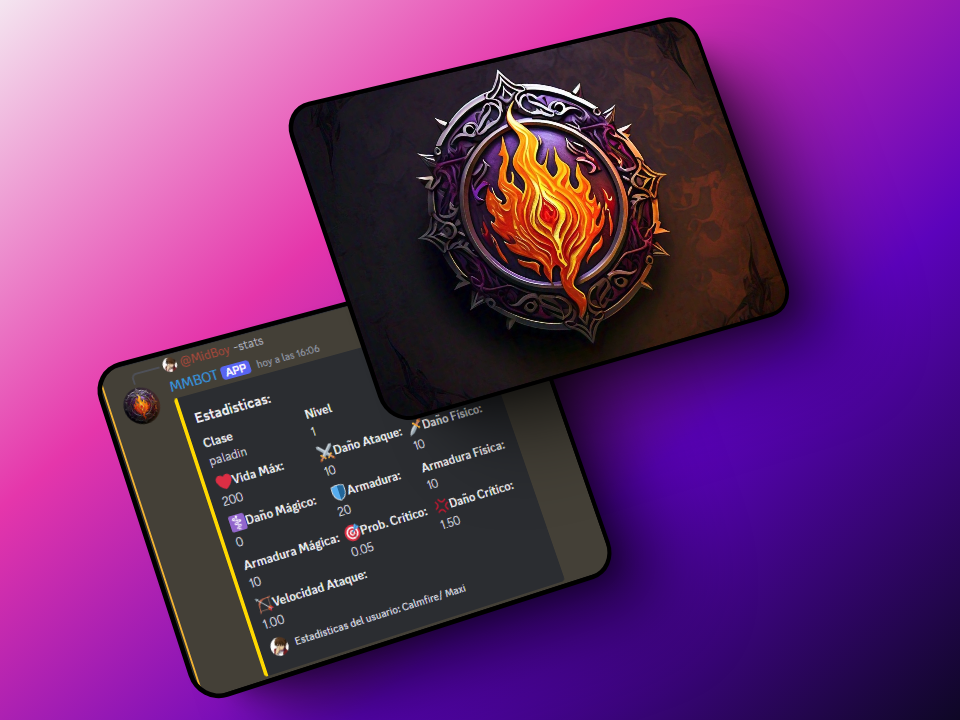 @MidBoy -stats
MMBOT APP hoy a las 16:06
Estadisticas:
Clase Nivel
paladin 1
Vida Máx: Daño Ataque: Daño Físico:
200 10 10
Daño Mágico: Armadura: Armadura Física:
0 20 10
Armadura Mágica: Prob. Crítico: Daño Crítico:
10 0.05 1.50
Velocidad Ataque:
1.00
Estadisticas del usuario: Calmfire/ Maxi